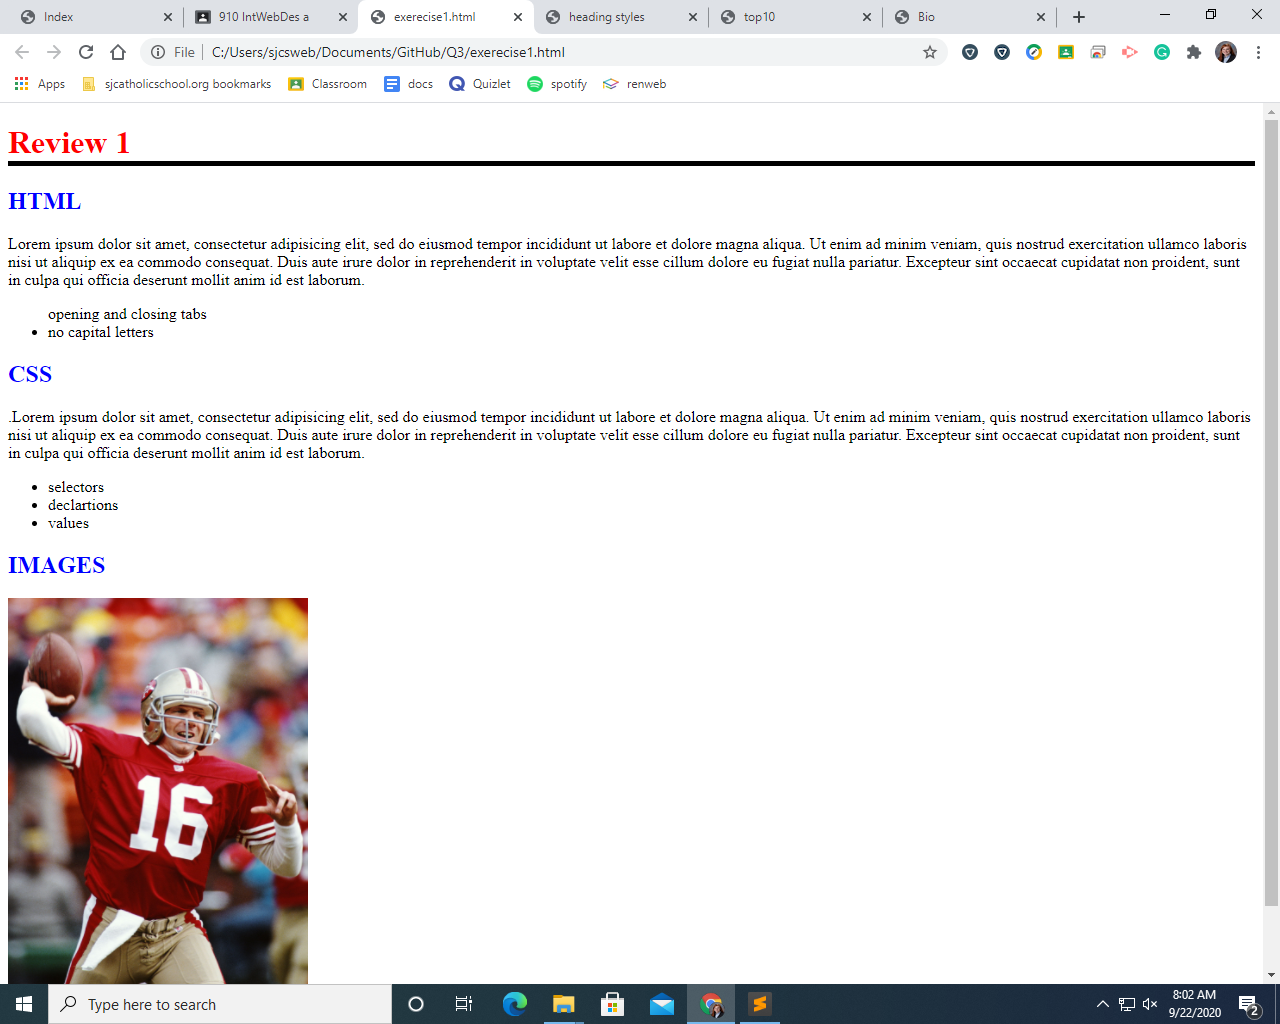 Index
910 IntWebDes a
exerecise1.html
heading styles
top10
Bio
File
C:/Users/sjcsweb/Documents/GitHub/Q3/exerecise1.html
Apps
sjcatholicschool.org bookmarks
Classroom
docs
Quizlet
spotify
renweb
Review 1
HTML
Lorem ipsum dolor sit amet, consectetur adipisicing elit, sed do eiusmod tempor incididunt ut labore et dolore magna aliqua. Ut enim ad minim veniam, quis nostrud exercitation ullamco laboris
nisi ut aliquip ex ea commodo consequat. Duis aute irure dolor in reprehenderit in voluptate velit esse cillum dolore eu fugiat nulla pariatur. Excepteur sint occaecat cupidatat non proident, sunt
in culpa qui officia deserunt mollit anim id est laborum.
opening and closing tabs
• no capital letters
CSS
.Lorem ipsum dolor sit amet, consectetur adipisicing elit, sed do eiusmod tempor incididunt ut labore et dolore magna aliqua. Ut enim ad minim veniam, quis nostrud exercitation ullamco laboris
nisi ut aliquip ex ea commodo consequat. Duis aute irure dolor in reprehenderit in voluptate velit esse cillum dolore eu fugiat nulla pariatur. Excepteur sint occaecat cupidatat non proident, sunt
in culpa qui officia deserunt mollit anim id est laborum.
• selectors
• declartions
• values
IMAGES
16
Type here to search
8:02 AM
9/22/2020
2